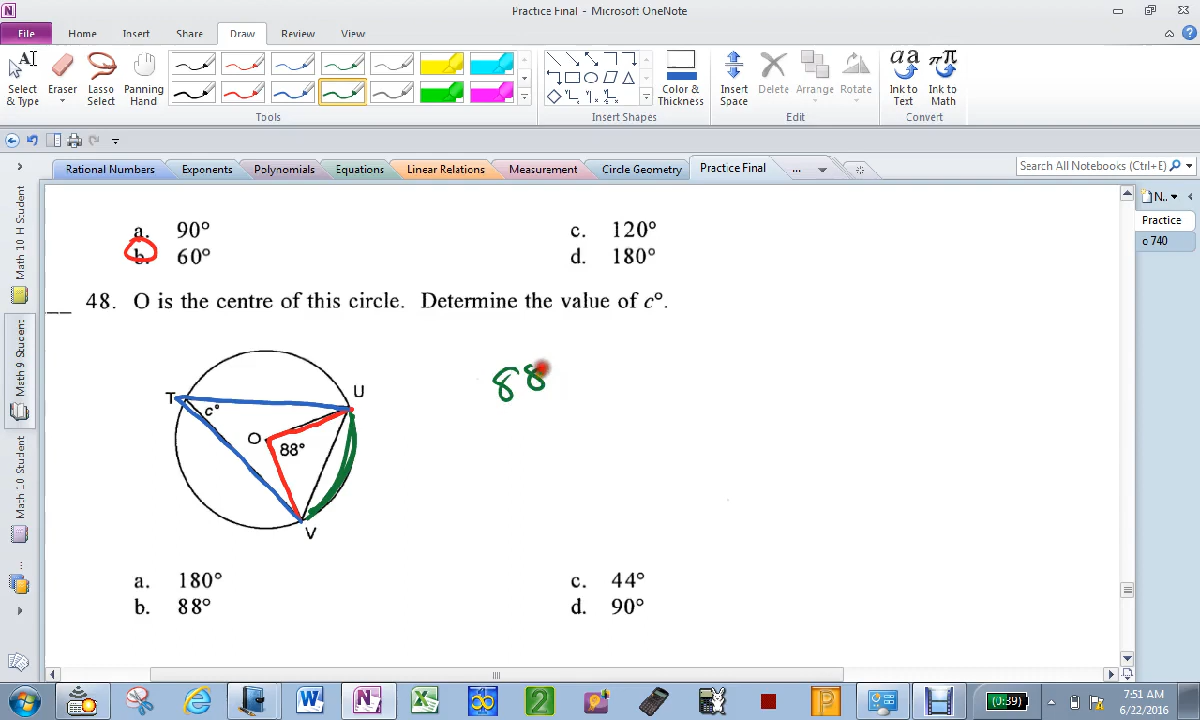 Practice Final - Microsoft OneNote
File Home Insert Share Draw Review View
Select & Type
Eraser
Lasso Select
Panning Hand
Color & Thickness
Insert Space
Delete
Arrange
Rotate
Ink to Text
Ink to Math
Tools
Insert Shapes
Edit
Convert
Rational Numbers Exponents Polynomials Equations Linear Relations Measurement Circle Geometry Practice Final ...
Search All Notebooks (Ctrl+E)
N..
Practice
c 740
Math 10 H Student
Math 9 Student
Math 10 Student
a. 90°
c. 120°
b. 60°
d. 180°
__ 48. O is the centre of this circle. Determine the value of c°.
T
U
c°
O
88°
V
88
a. 180°
c. 44°
b. 88°
d. 90°
(0:39)
7:51 AM
6/22/2016